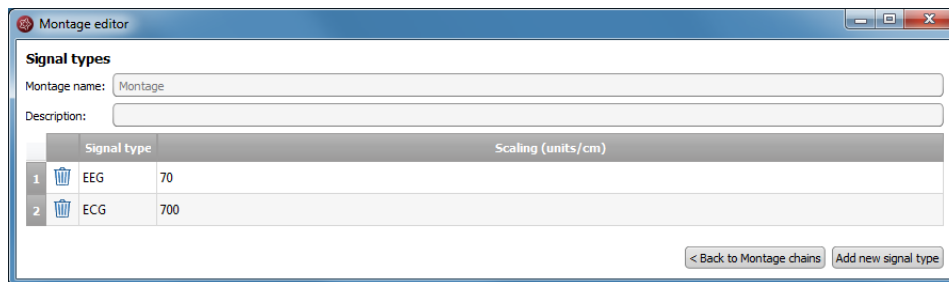 Montage editor
Signal types
Montage name: Montage
Description:
Signal type Scaling (units/cm)
1 EEG 70
2 ECG 700
< Back to Montage chains Add new signal type